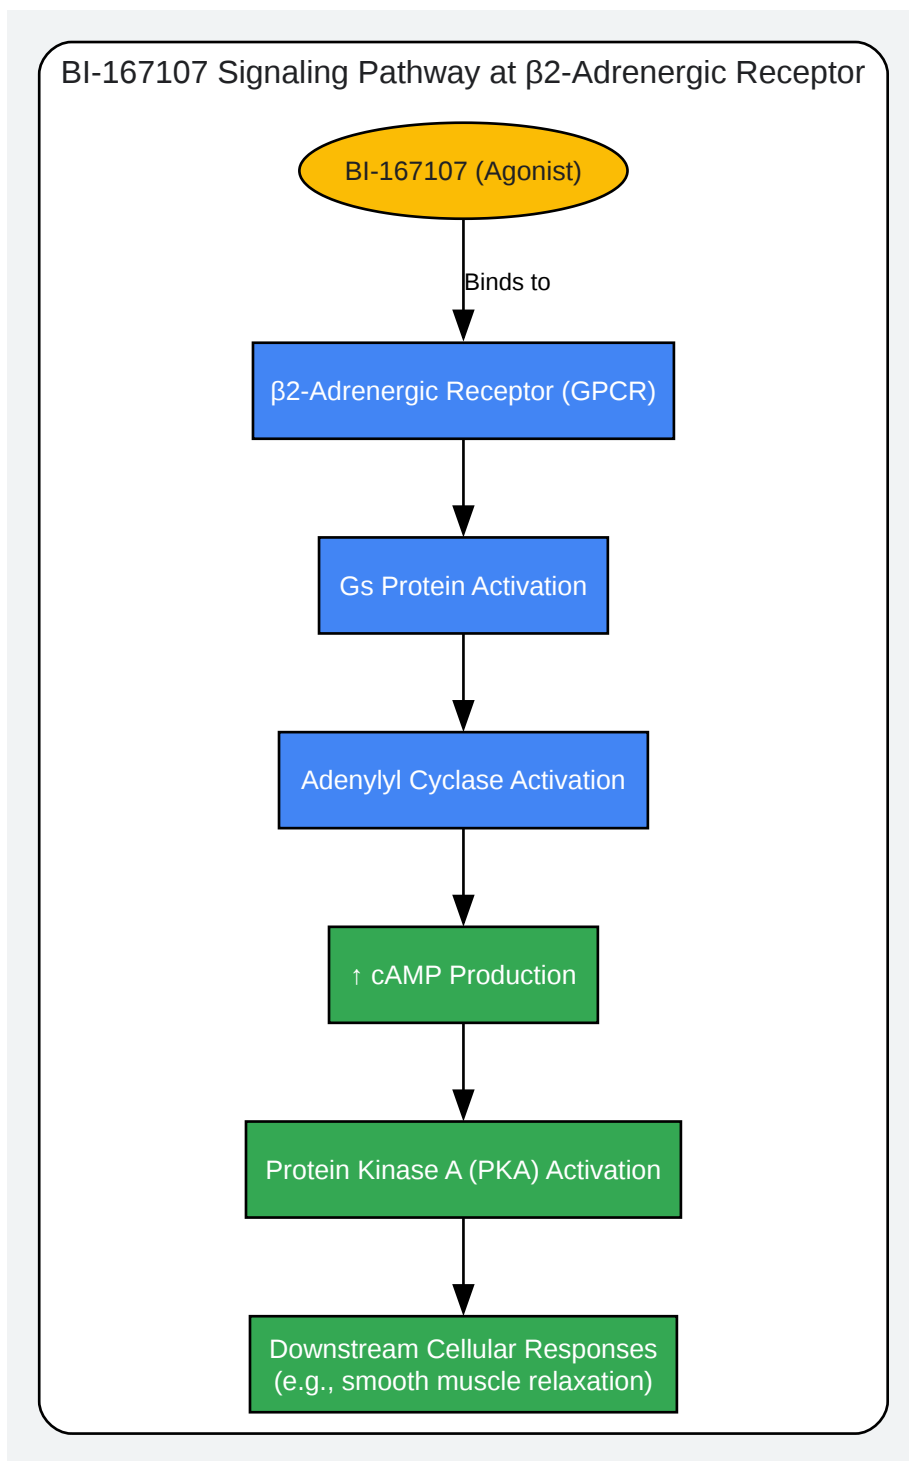 BI-167107 Signaling Pathway at β2-Adrenergic Receptor
BI-167107 (Agonist)
Binds to
β2-Adrenergic Receptor (GPCR)
Gs Protein Activation
Adenylyl Cyclase Activation
↑ cAMP Production
Protein Kinase A (PKA) Activation
Downstream Cellular Responses
(e.g., smooth muscle relaxation)